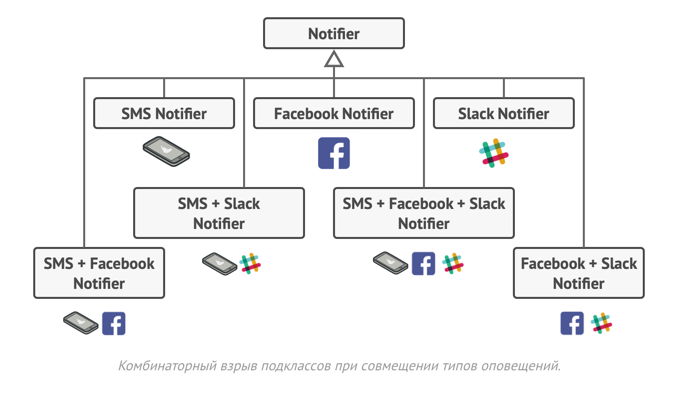 Notifier
SMS Notifier
Facebook Notifier
Slack Notifier
SMS + Slack
Notifier
SMS + Facebook + Slack
Notifier
SMS + Facebook
Notifier
Facebook + Slack
Notifier
Комбинаторный взрыв подклассов при совмещении типов оповещений.